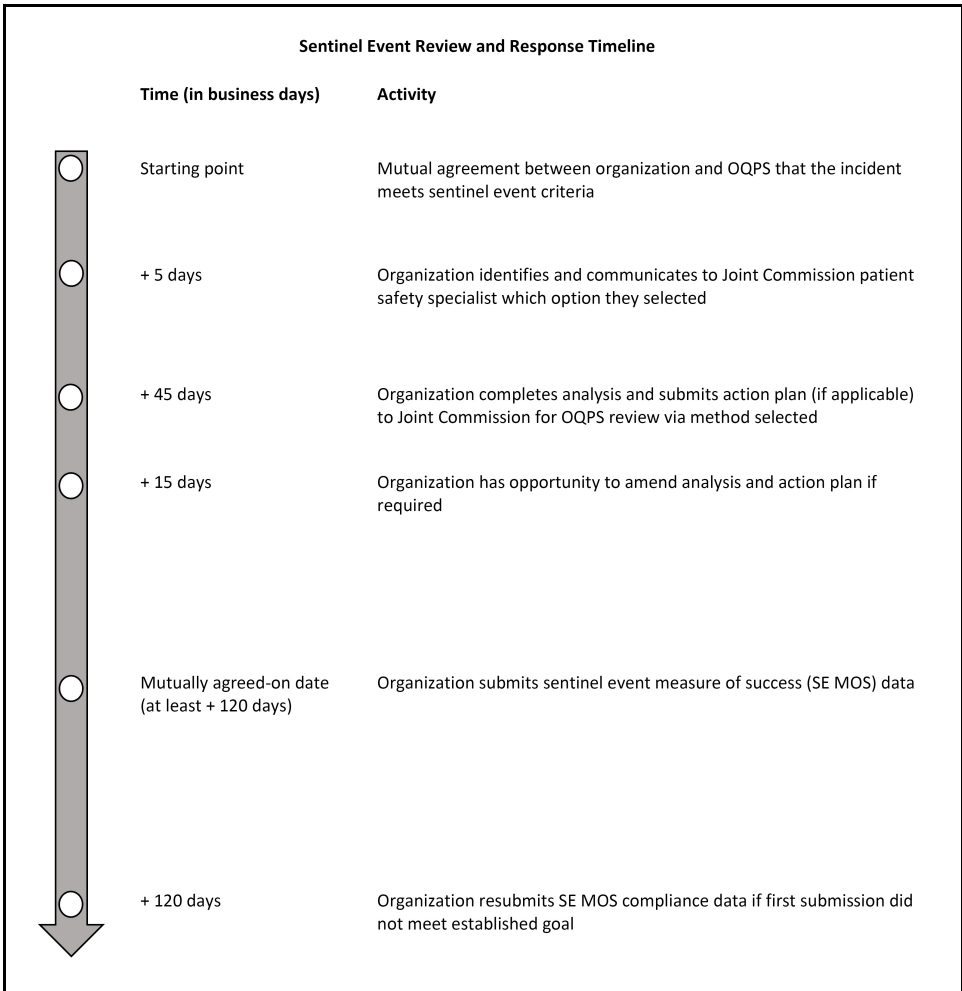 Sentinel Event Review and Response Timeline
Time (in business days) Activity
Starting point Mutual agreement between organization and OQPS that the incident
meets sentinel event criteria
+ 5 days Organization identifies and communicates to Joint Commission patient
safety specialist which option they selected
+ 45 days Organization completes analysis and submits action plan (if applicable)
to Joint Commission for OQPS review via method selected
+ 15 days Organization has opportunity to amend analysis and action plan if
required
Mutually agreed-on date Organization submits sentinel event measure of success (SE MOS) data
(at least + 120 days)
+ 120 days Organization resubmits SE MOS compliance data if first submission did
not meet established goal